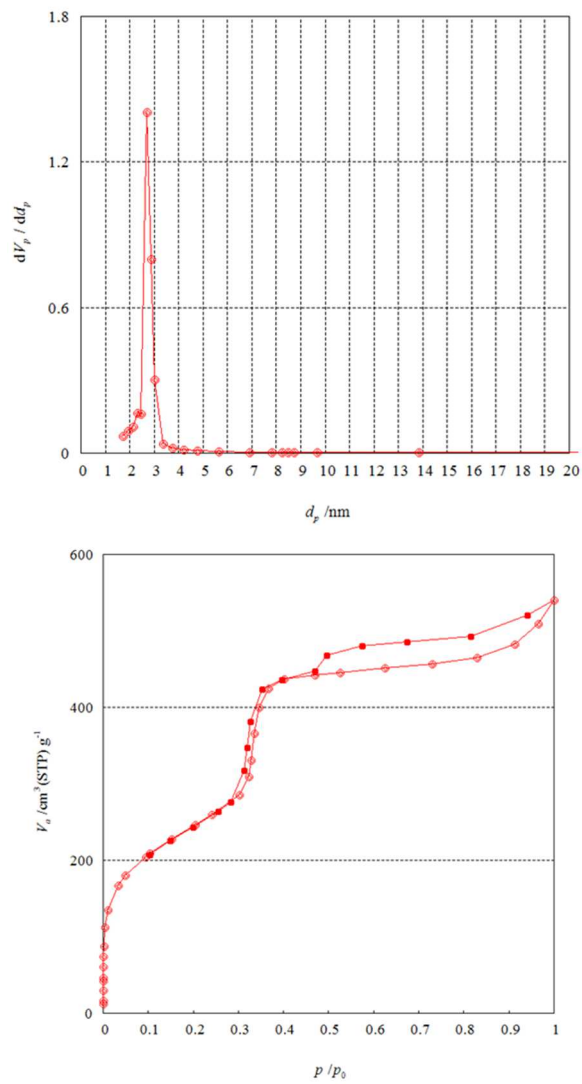 1.8
1.2
0.6
0
dVp / ddp
0 1 2 3 4 5 6 7 8 9 10 11 12 13 14 15 16 17 18 19 20
dp /nm
600
400
200
0
Va /cm3(STP) g-1
0 0.1 0.2 0.3 0.4 0.5 0.6 0.7 0.8 0.9 1
p /p0